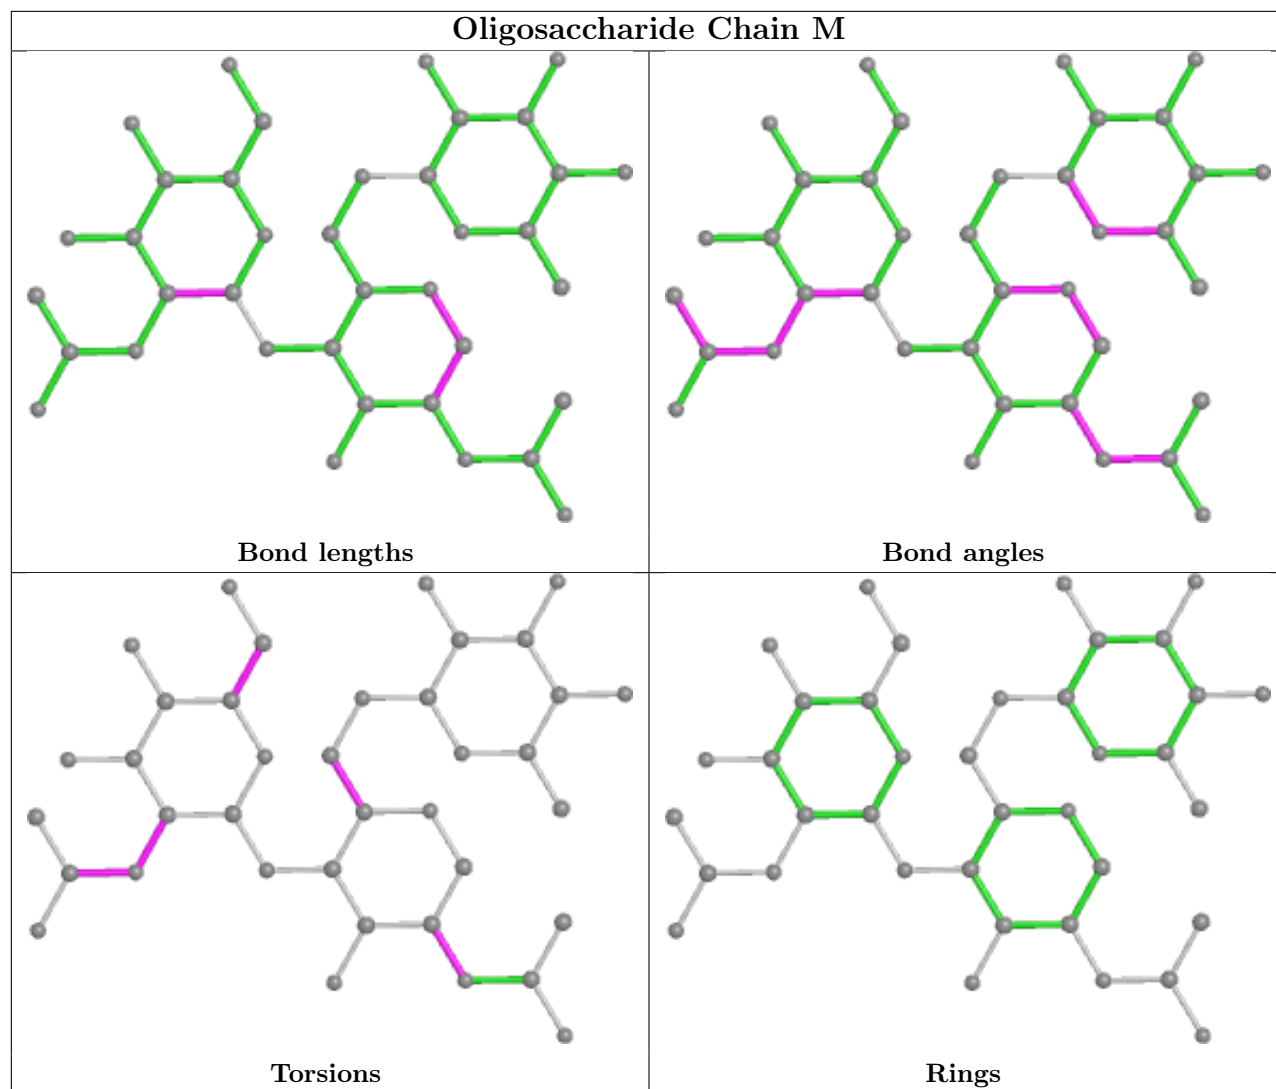 Oligosaccharide Chain M
Bond lengths
Bond angles
Torsions
Rings